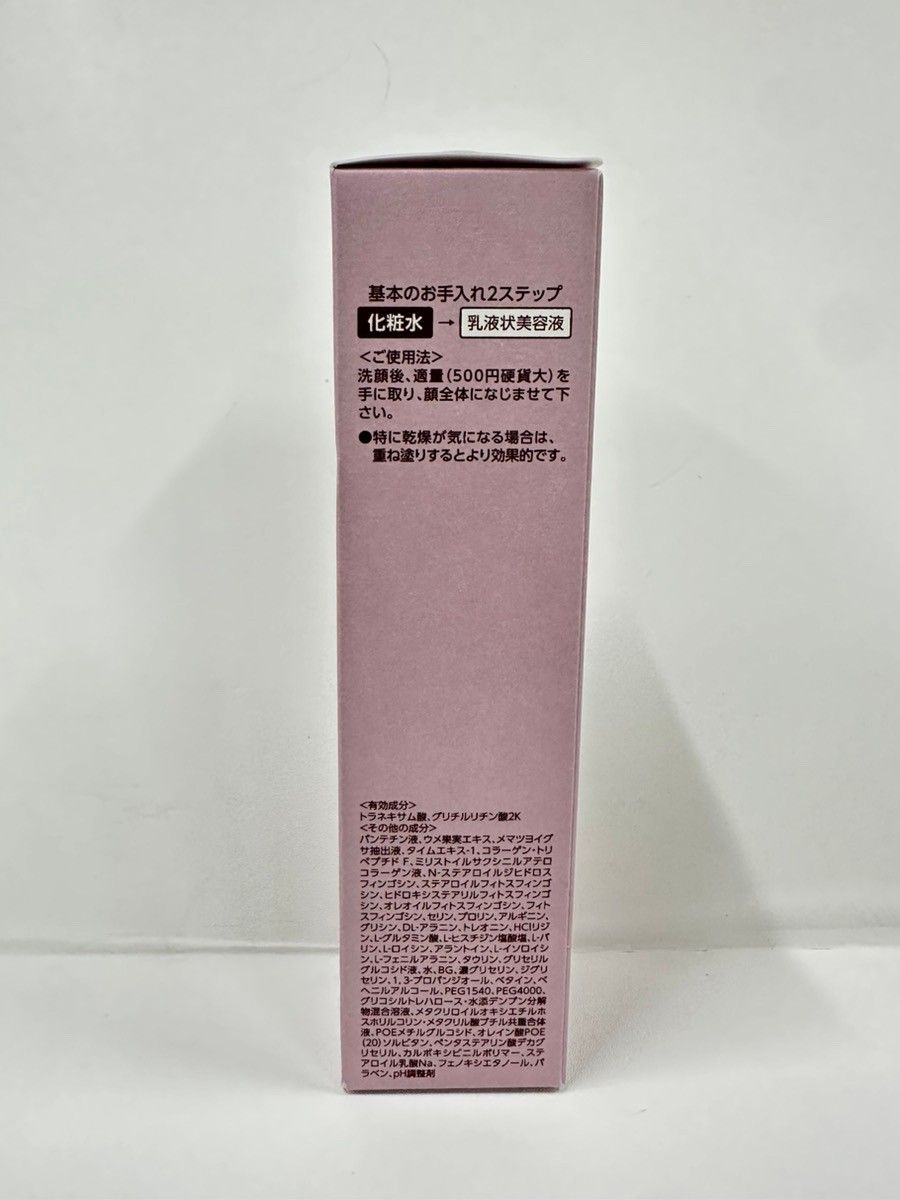 基本のお手入れ2ステップ
化粧水 → 乳液状美容液
＜ご使用法＞
洗顔後、適量(500円硬貨大)を
手に取り、顔全体になじませて下
さい。
●特に乾燥が気になる場合は、
重ね塗りするとより効果的です。
＜有効成分＞
トラネキサム酸、グリチルリチン酸2K
＜その他の成分＞
パンテチン液、ウメ果実エキス、メマツヨイグ
サ抽出液、タイムエキス-1、コラーゲン・トリ
ペプチド F、ミリストイルサクシニルアテロ
コラーゲン液、N-ステアロイルジヒドロス
フィンゴシン、ステアロイルフィトスフィンゴ
シン、ヒドロキシステアリルフィトスフィンゴ
シン、オレオイルフィトスフィンゴシン、フィト
スフィンゴシン、セリン、プロリン、アルギニン、
グリシン、DL-アラニン、トレオニン、HClリジ
ン、L-グルタミン酸、L-ヒスチジン塩酸塩、L-バ
リン、L-ロイシン、アラントイン、L-イソロイシ
ン、L-フェニルアラニン、タウリン、グリセリル
グルコシド液、水、BG、濃グリセリン、ジグリ
セリン、1,3-プロパンジオール、ベタイン、ベ
ヘニルアルコール、PEG1540、PEG4000、
グリコシルトレハロース・水添デンプン分解
物混合溶液、メタクリロイルオキシエチルホ
スホリルコリン・メタクリル酸ブチル共重合体
液、POEメチルグルコシド、オレイン酸POE
(20)ソルビタン、ペンタステアリン酸デカグ
リセリル、カルボキシビニルポリマー、ステ
アロイル乳酸Na、フェノキシエタノール、パ
ラベン、pH調整剤